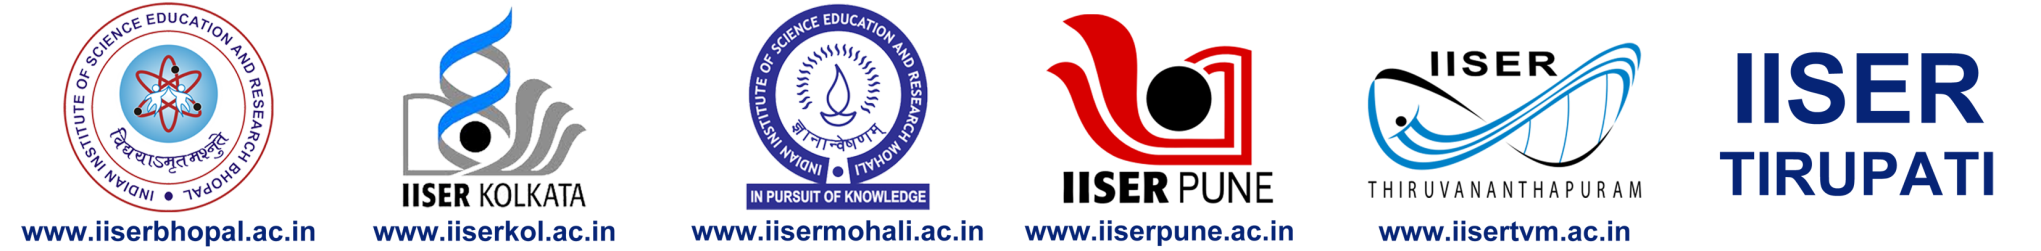 INDIAN INSTITUTE OF SCIENCE EDUCATION AND RESEARCH BHOPAL
विद्ययाऽमृतमश्नुते
www.iiserbhopal.ac.in
IISER KOLKATA
www.iiserkol.ac.in
INDIAN INSTITUTE OF SCIENCE EDUCATION AND RESEARCH MOHALI
ज्ञानान्वेषणम्
IN PURSUIT OF KNOWLEDGE
www.iisermohali.ac.in
IISER PUNE
www.iiserpune.ac.in
IISER
THIRUVANANTHAPURAM
www.iisertvm.ac.in
IISER
TIRUPATI